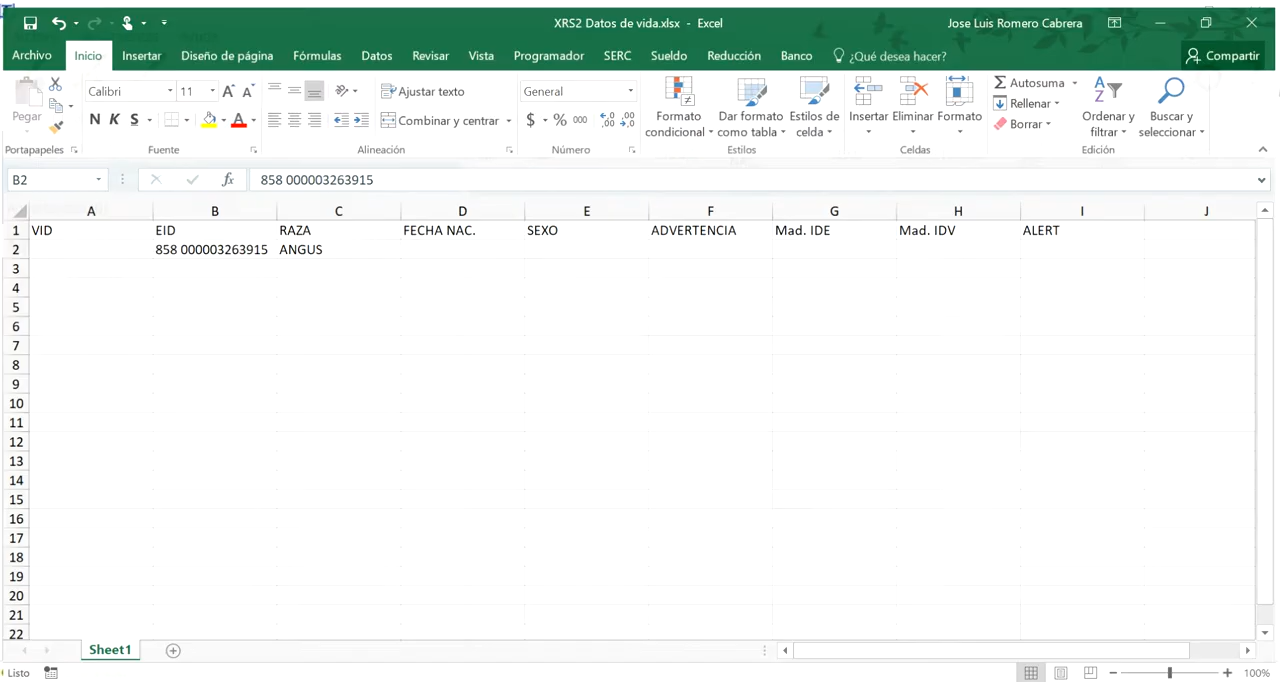 XRS2 Datos de vida.xlsx - Excel
Jose Luis Romero Cabrera
Archivo Inicio Insertar Diseño de página Fórmulas Datos Revisar Vista Programador SERC Sueldo Reducción Banco ¿Qué desea hacer? Compartir
Pegar
Portapapeles
Calibri 11
N K S
Fuente
Ajustar texto
Combinar y centrar
Alineación
General
$ % 000
Número
Formato condicional
Dar formato como tabla
Estilos de celda
Estilos
Insertar Eliminar Formato
Celdas
Autosuma
Rellenar
Borrar
Ordenar y filtrar
Buscar y seleccionar
Edición
B2 fx 858 000003263915
A B C D E F G H I J
1 VID EID RAZA FECHA NAC. SEXO ADVERTENCIA Mad. IDE Mad. IDV ALERT
2 858 000003263915 ANGUS
3
4
5
6
7
8
9
10
11
12
13
14
15
16
17
18
19
20
21
22
Sheet1
Listo 100%